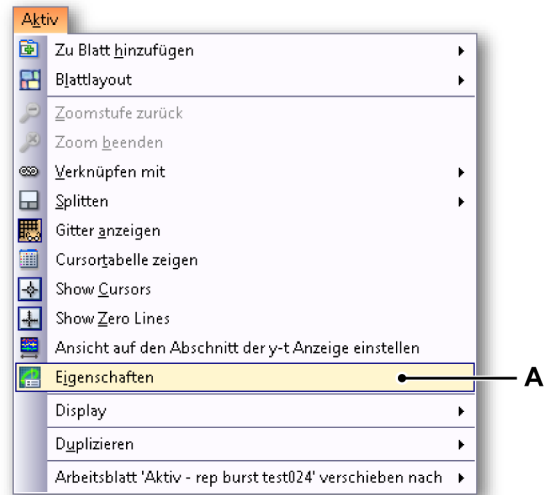 Aktiv
Zu Blatt hinzufügen
Blattlayout
Zoomstufe zurück
Zoom beenden
Verknüpfen mit
Splitten
Gitter anzeigen
Cursortabelle zeigen
Show Cursors
Show Zero Lines
Ansicht auf den Abschnitt der y-t Anzeige einstellen
Eigenschaften
A
Display
Duplizieren
Arbeitsblatt 'Aktiv - rep burst test024' verschieben nach